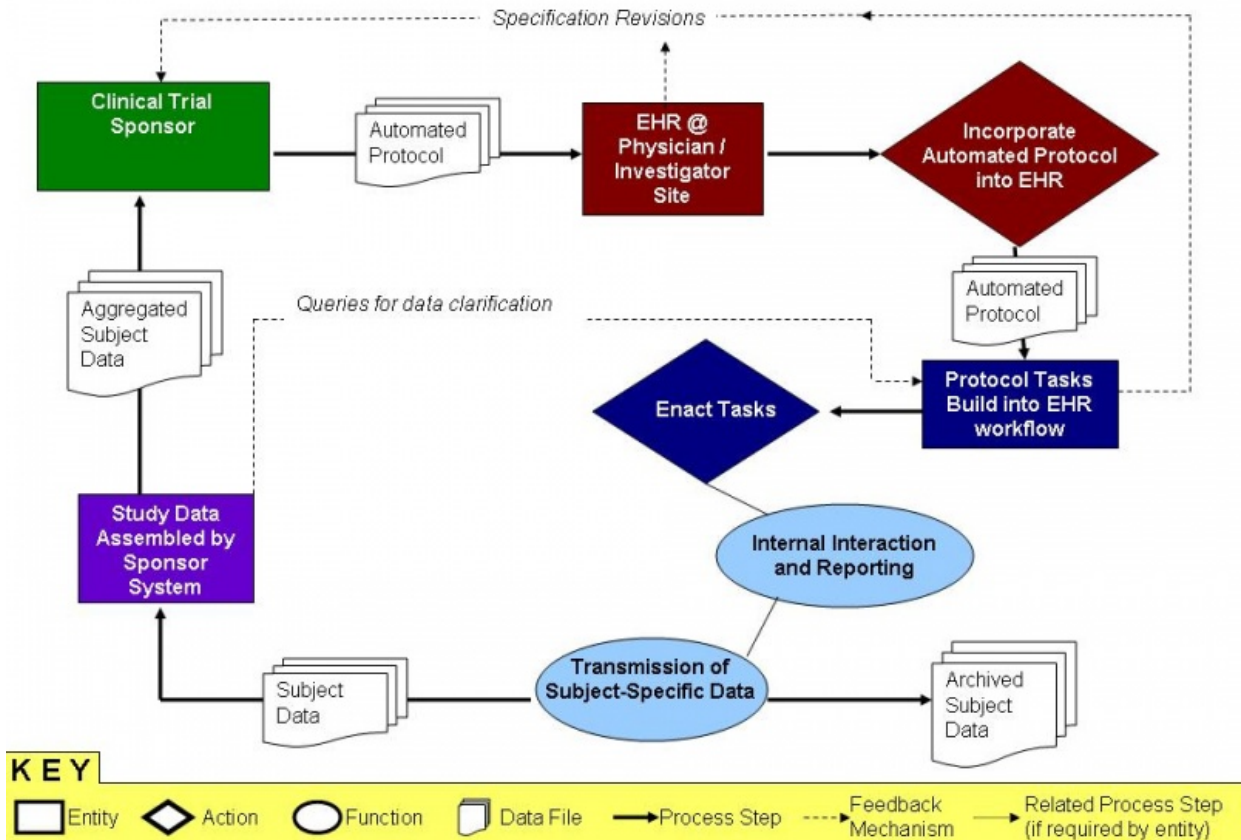 Specification Revisions
Clinical Trial
Sponsor
Automated
Protocol
EHR @
Physician /
Investigator
Site
Incorporate
Automated Protocol
into EHR
Aggregated
Subject
Data
Queries for data clarification
Automated
Protocol
Enact Tasks
Protocol Tasks
Build into EHR
workflow
Study Data
Assembled by
Sponsor
System
Internal Interaction
and Reporting
Subject
Data
Transmission of
Subject-Specific Data
Archived
Subject
Data
KEY
Entity
Action
Function
Data File
Process Step
Feedback
Mechanism
Related Process Step
(if required by entity)